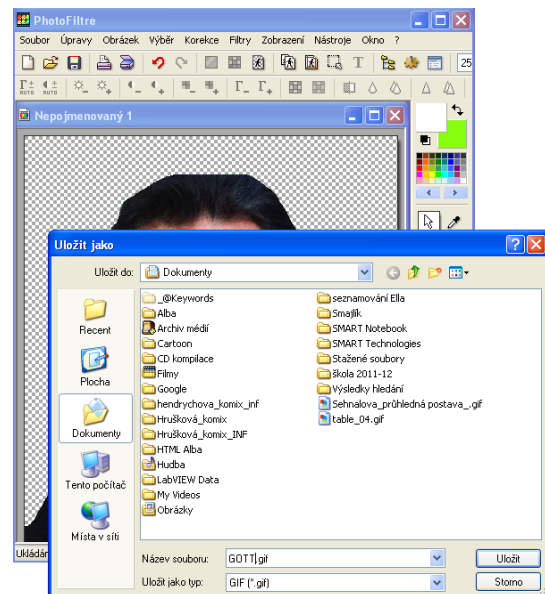 PhotoFiltre
Soubor Úpravy Obrázek Výběr Korekce Filtry Zobrazení Nástroje Okno ?
T 25
AUTO AUTO
Nepojmenovaný 1
Uložit jako
Uložit do: Dokumenty
Recent
Plocha
Dokumenty
Tento počítač
Místa v síti
_@Keywords
Alba
Archiv médií
Cartoon
CD kompilace
Filmy
Google
hendrychova_komix_inf
Hrušková_komix
Hrušková_komix_INF
HTML Alba
Hudba
LabVIEW Data
My Videos
Obrázky
seznamování Ella
Smajlík
SMART Notebook
SMART Technologies
Stažené soubory
škola 2011-12
Výsledky hledání
Sehnalova_průhledná postava_.gif
table_04.gif
Název souboru: GOTT.gif Uložit
Uložit jako typ: GIF (*.gif) Storno
Ukládán